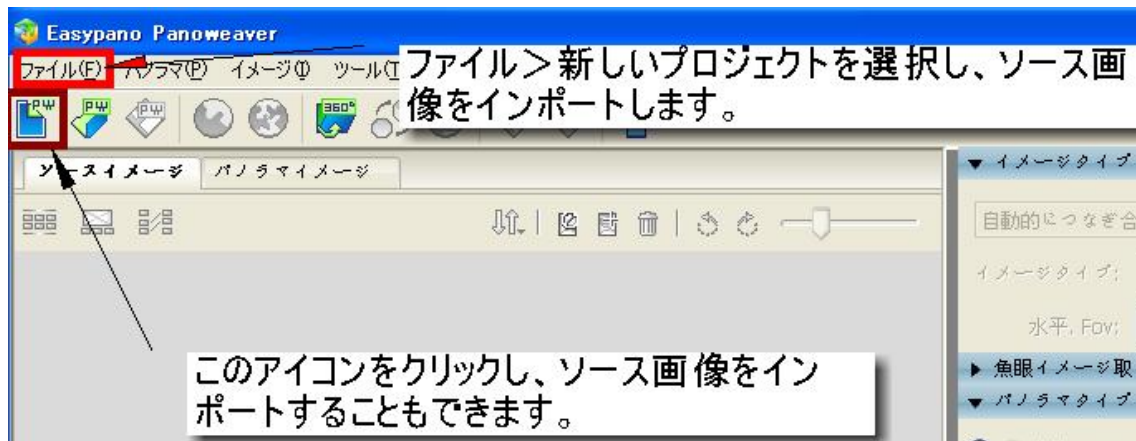 Easypano Panoweaver
ファイル(F) パノラマ(P) イメージ(I) ツール(T
ファイル＞新しいプロジェクトを選択し、ソース画
像をインポートします。
PW PW PW 360°
ソースイメージ パノラマイメージ
イメージタイプ
自動的につなぎ合
イメージタイプ:
水平, Fov:
魚眼イメージ取
パノラマタイプ
このアイコンをクリックし、ソース画像をイン
ポートすることもできます。